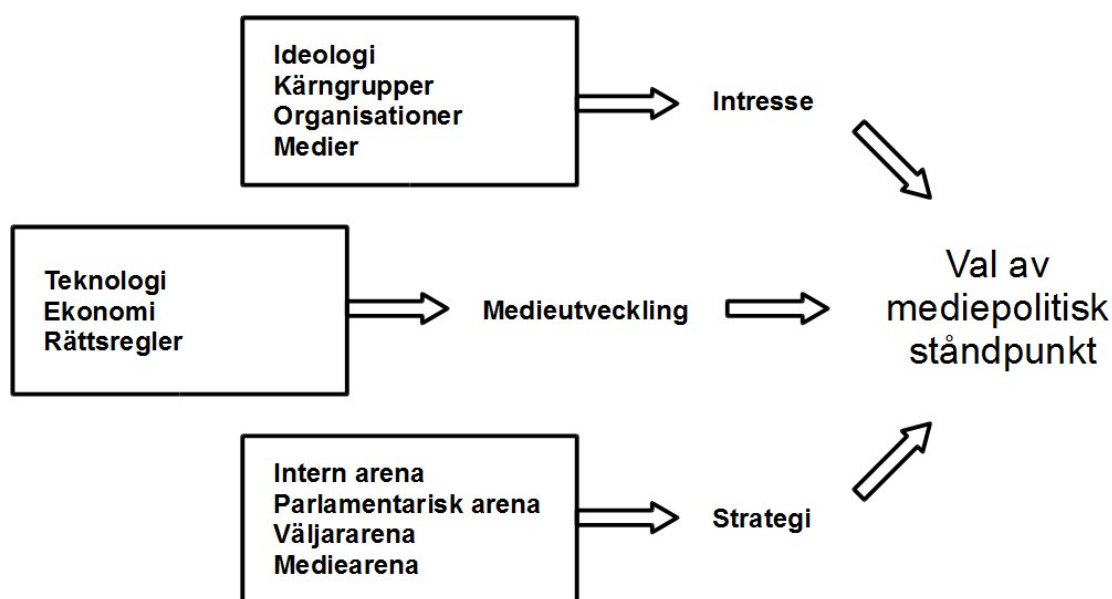 Ideologi
Kärngrupper
Organisationer
Medier
Intresse
Teknologi
Ekonomi
Rättsregler
Medieutveckling
Val av
mediepolitisk
ståndpunkt
Intern arena
Parlamentarisk arena
Väljararena
Mediearena
Strategi